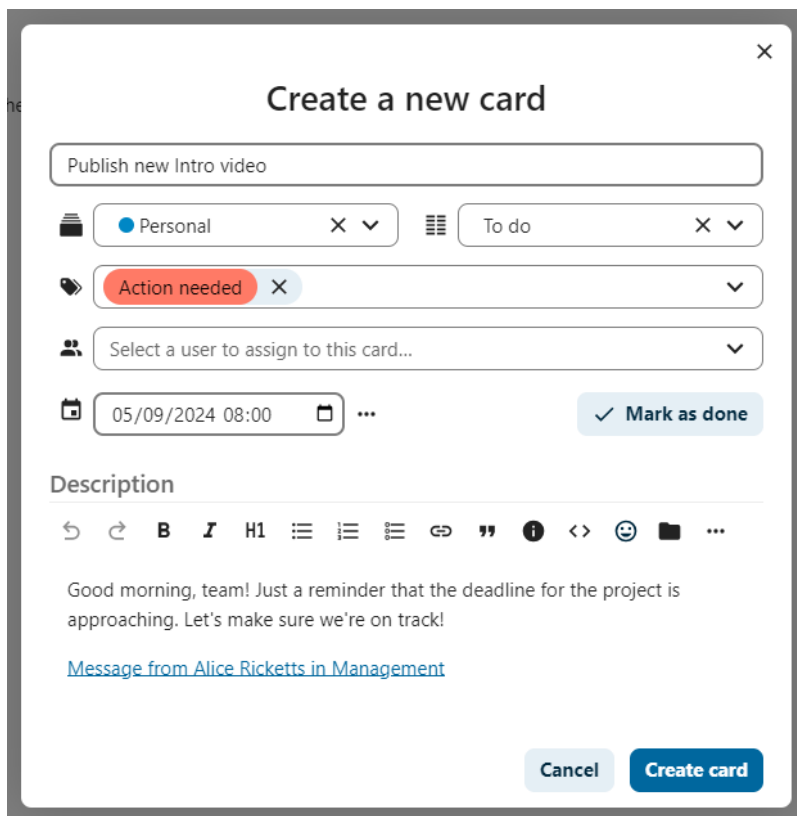 Create a new card
Publish new Intro video
Personal
To do
Action needed
Select a user to assign to this card...
05/09/2024 08:00
Mark as done
Description
B I H1
Good morning, team! Just a reminder that the deadline for the project is
approaching. Let's make sure we're on track!
Message from Alice Ricketts in Management
Cancel
Create card